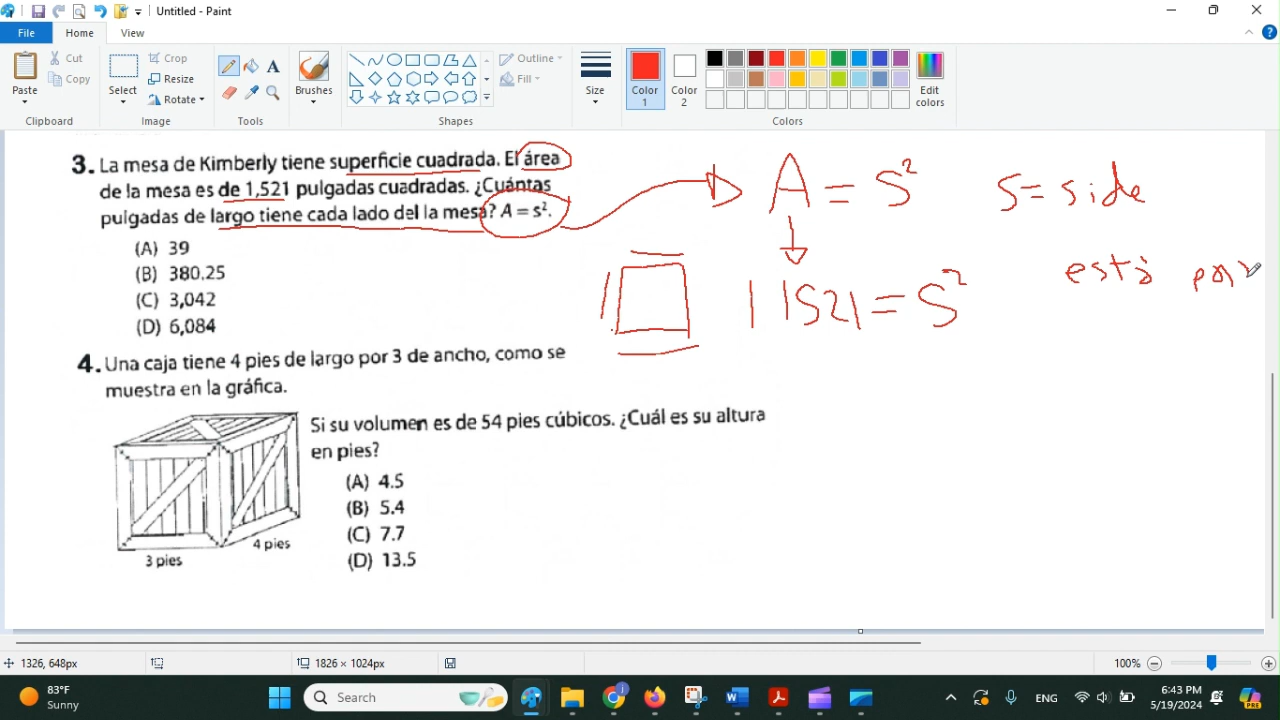 Untitled - Paint
File Home View
Paste Cut Copy Clipboard
Select Crop Resize Rotate Image
Tools
Brushes
Outline Fill Shapes
Size
Color 1 Color 2
Edit colors
Colors
3. La mesa de Kimberly tiene superficie cuadrada. El área
de la mesa es de 1,521 pulgadas cuadradas. ¿Cuántas
pulgadas de largo tiene cada lado del la mesa? A = s².
(A) 39
(B) 380.25
(C) 3,042
(D) 6,084
A = S² S = side
1521 = S² está
4. Una caja tiene 4 pies de largo por 3 de ancho, como se
muestra en la gráfica.
Si su volumen es de 54 pies cúbicos. ¿Cuál es su altura
en pies?
(A) 4.5
(B) 5.4
(C) 7.7
(D) 13.5
3 pies
4 pies
1326, 648px 1826 × 1024px 100%
83°F
Sunny
Search
ENG
6:43 PM
5/19/2024